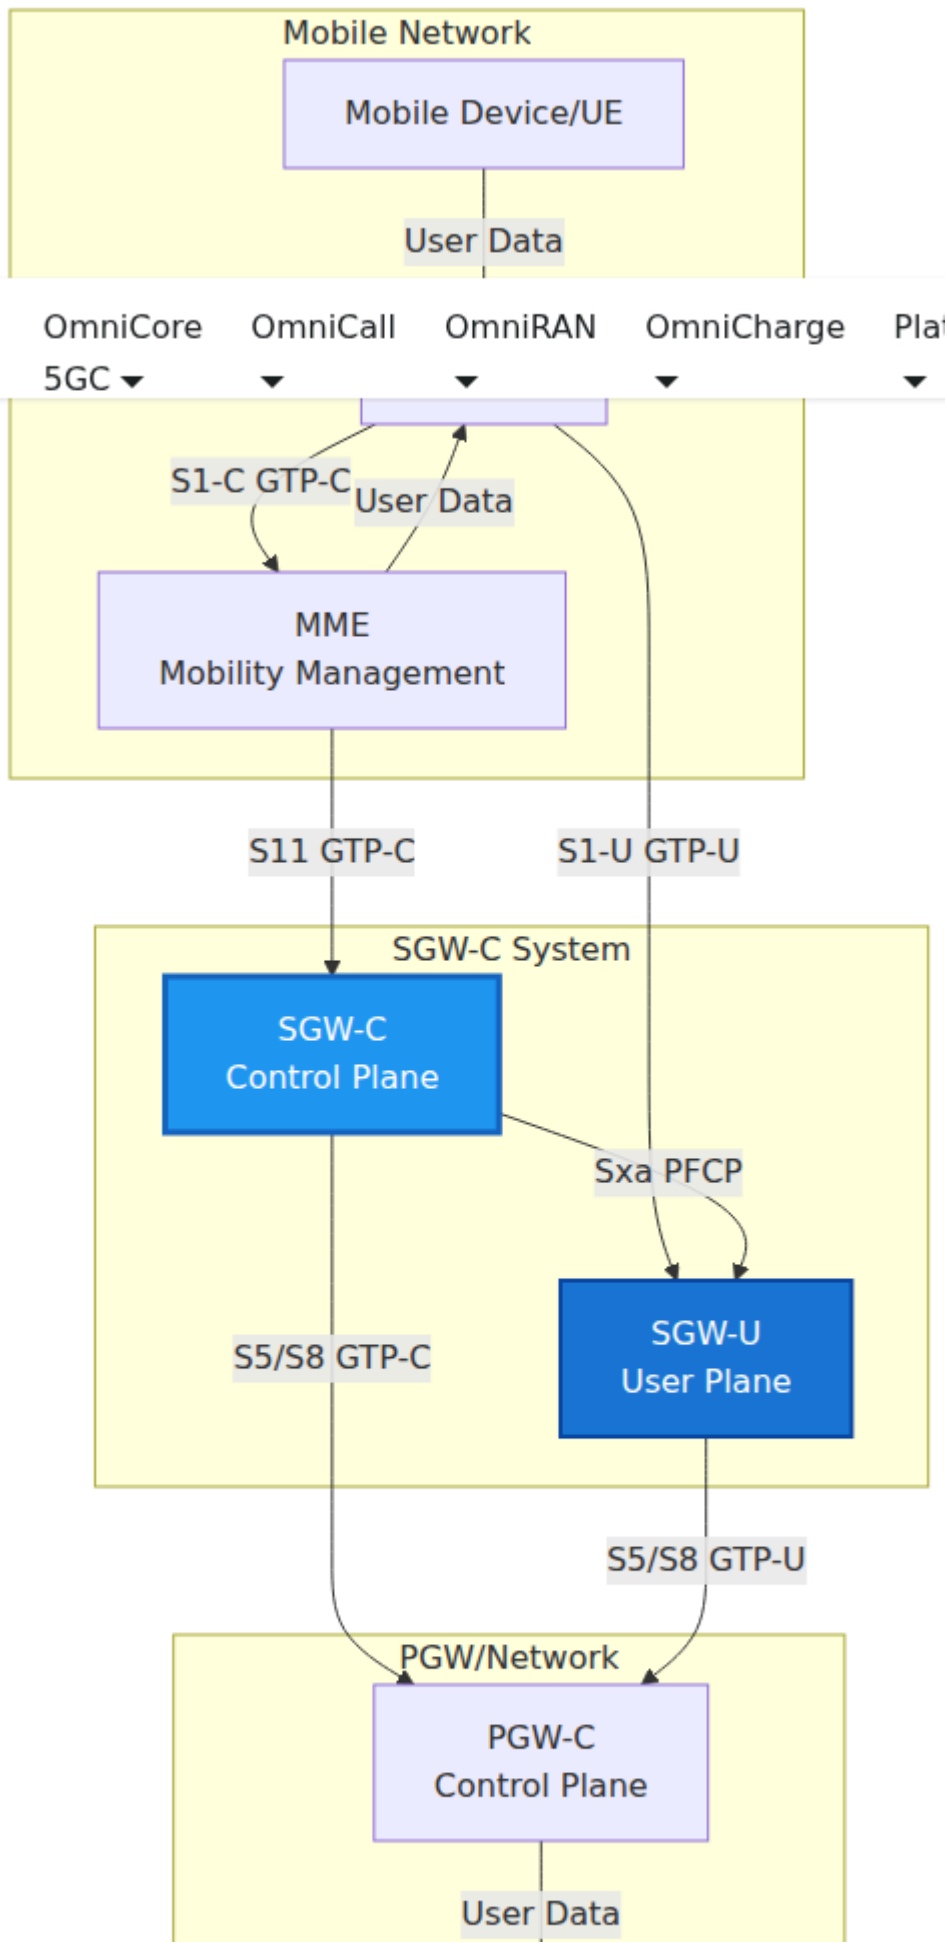 Mobile Network
Mobile Device/UE
User Data
OmniCore
5GC
OmniCall
OmniRAN
OmniCharge
S1-C GTP-C
User Data
MME
Mobility Management
S11 GTP-C
S1-U GTP-U
SGW-C System
SGW-C
Control Plane
Sxa PFCP
SGW-U
User Plane
S5/S8 GTP-C
S5/S8 GTP-U
PGW/Network
PGW-C
Control Plane
User Data